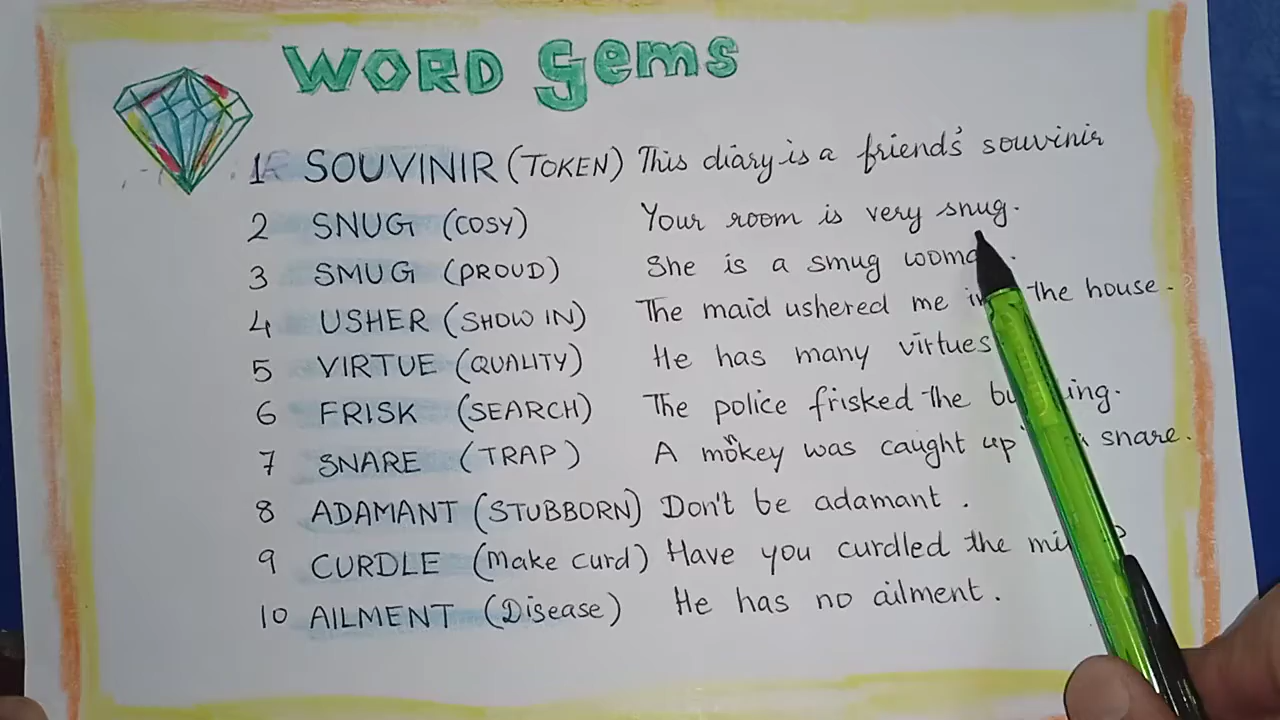 WORD Gems
1 SOUVINIR (TOKEN) This diary is a friend's souvinir
2 SNUG (COSY) Your room is very snug.
3 SMUG (PROUD) She is a smug
4 USHER (SHOW IN) The maid ushered me the house.
5 VIRTUE (QUALITY) He has many virtues
6 FRISK (SEARCH) The police frisked the
7 SNARE (TRAP) A monkey was caught up snare.
8 ADAMANT (STUBBORN) Don't be adamant.
9 CURDLE (Make curd) Have you curdled the
10 AILMENT (Disease) He has no ailment.